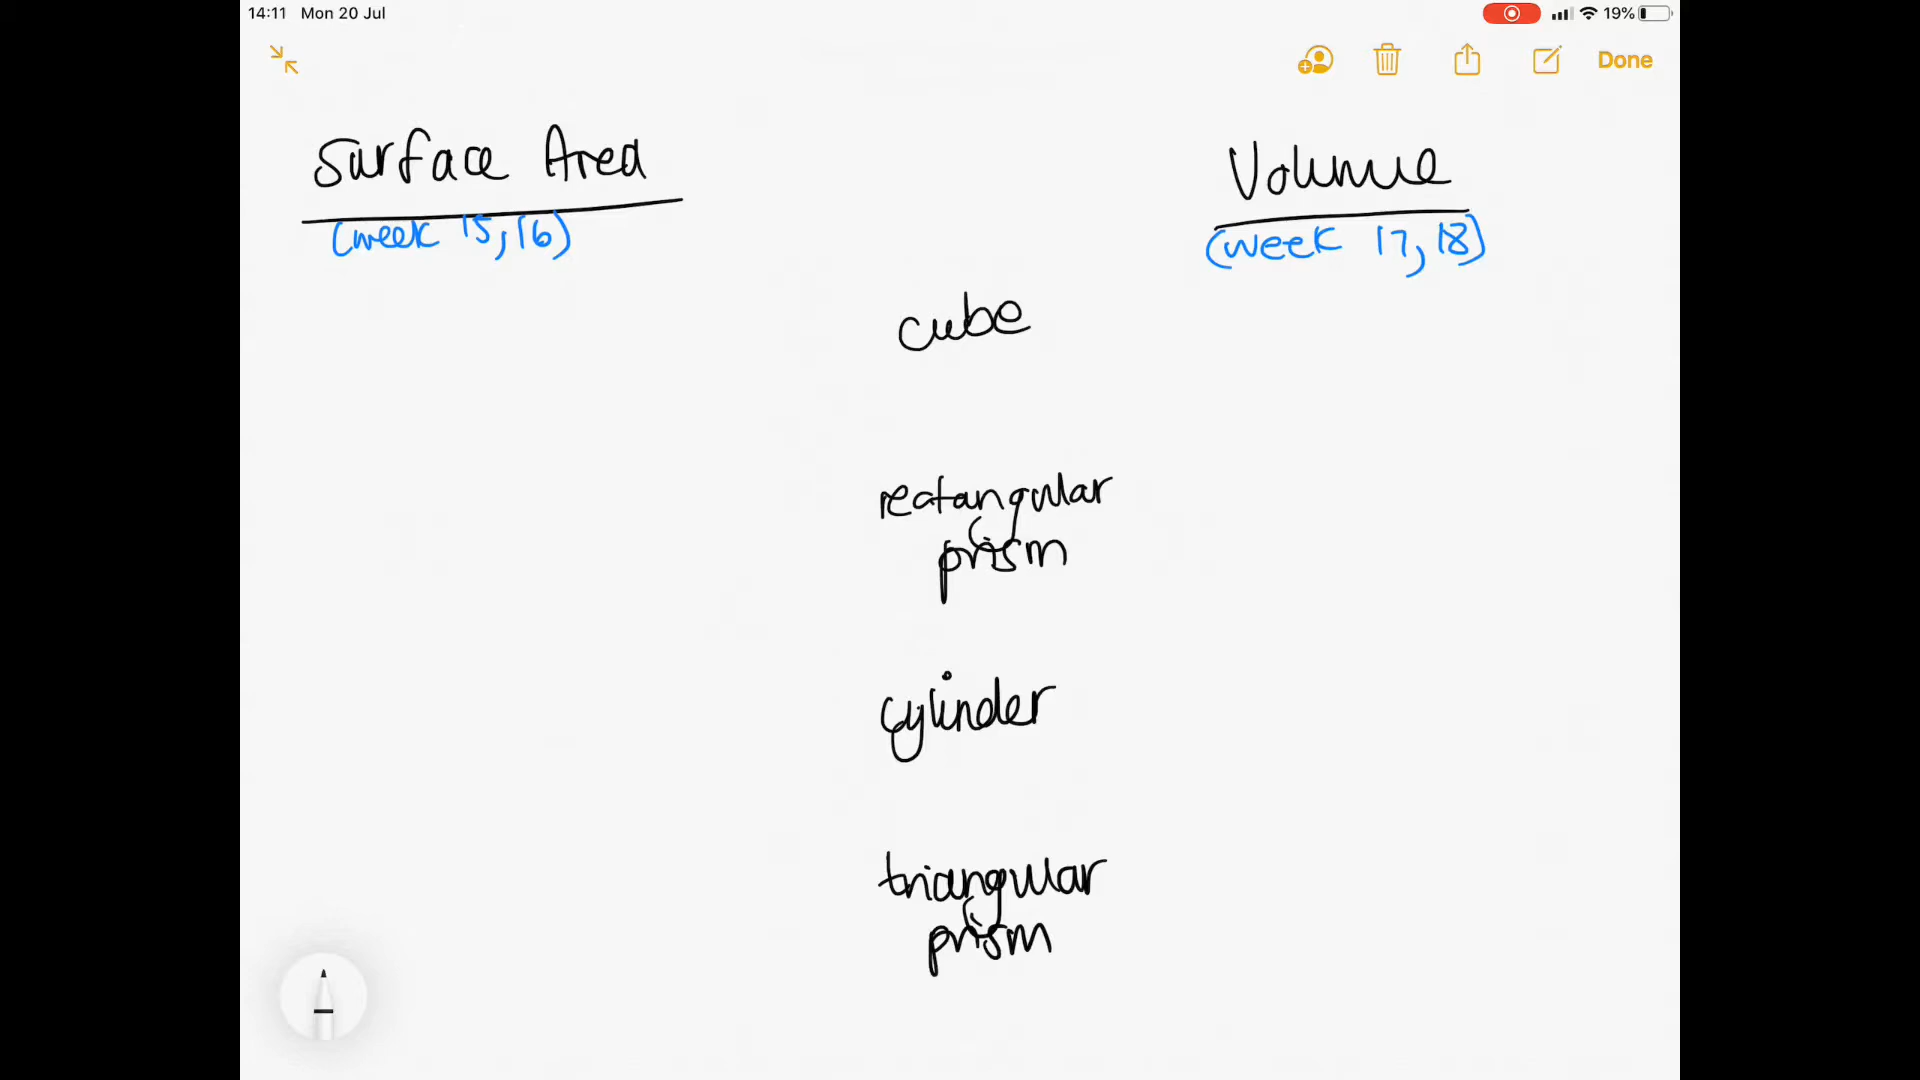 14:11 Mon 20 Jul 19%
Done
Surface Area
Volume
(week 15,16)
(week 17,18)
cube
rectangular
prism
cylinder
triangular
prism